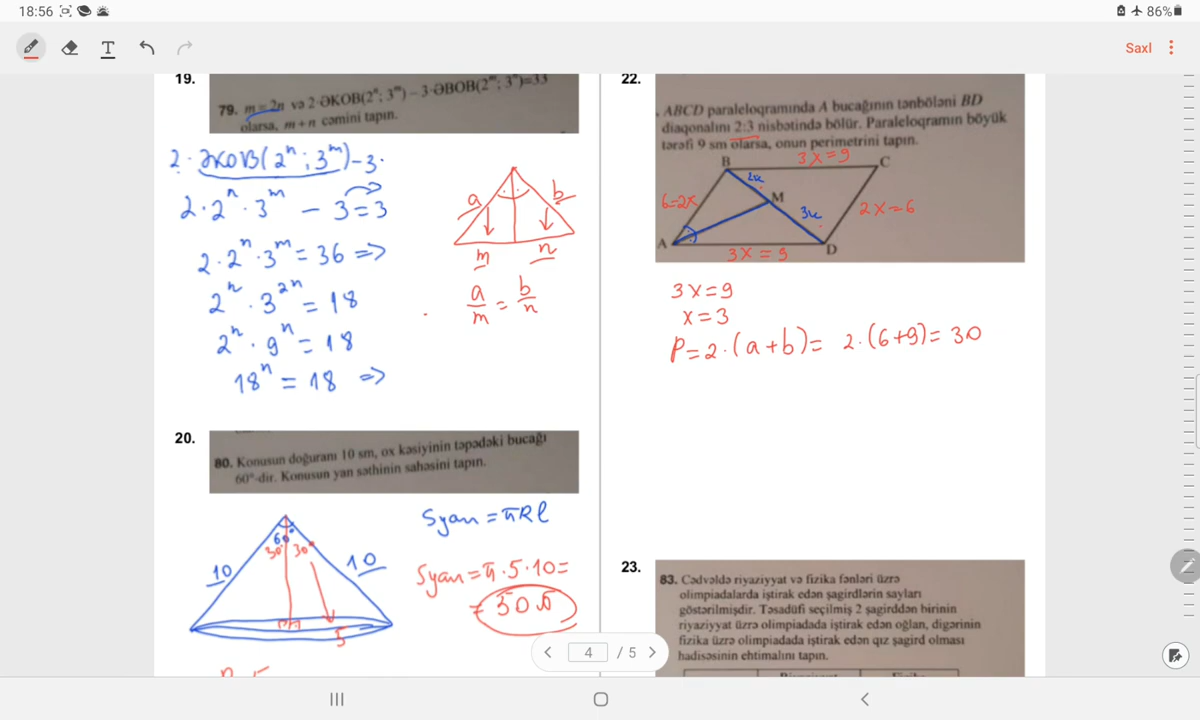 18:56
86%
Saxl
19.
79. m=2n və 2·ƏKOB(2ⁿ; 3ᵐ) – 3·ƏBOB(2ᵐ; 3ⁿ)=33
olarsa, m+n cəmini tapın.
2·ƏKOB(2ⁿ; 3ᵐ)–3·
2·2ⁿ·3ᵐ – 3=3
2·2ⁿ·3ᵐ=36 =>
2ⁿ·3²ⁿ=18
2ⁿ·9ⁿ=18
18ⁿ=18 =>
a
b
m
n
a/m = b/n
20.
80. Konusun doğuranı 10 sm, ox kəsiyinin təpədəki bucağı
60°-dir. Konusun yan səthinin sahəsini tapın.
60°
30°
30°
10
10
5
Syan=πRl
Syan=π·5·10=
=50π
22.
ABCD paraleloqramında A bucağının tənböləni BD
diaqonalını 2:3 nisbətində bölür. Paraleloqramın böyük
tərəfi 9 sm olarsa, onun perimetrini tapın.
3x=9
B
C
6=2x
M
2x=6
A
D
3x=9
3x=9
x=3
P=2·(a+b)= 2·(6+9)=30
23.
83. Cədvəldə riyaziyyat və fizika fənləri üzrə
olimpiadalarda iştirak edən şagirdlərin sayları
göstərilmişdir. Təsadüfi seçilmiş 2 şagirddən birinin
riyaziyyat üzrə olimpiadada iştirak edən oğlan, digərinin
fizika üzrə olimpiadada iştirak edən qız şagird olması
hadisəsinin ehtimalını tapın.
4 / 5